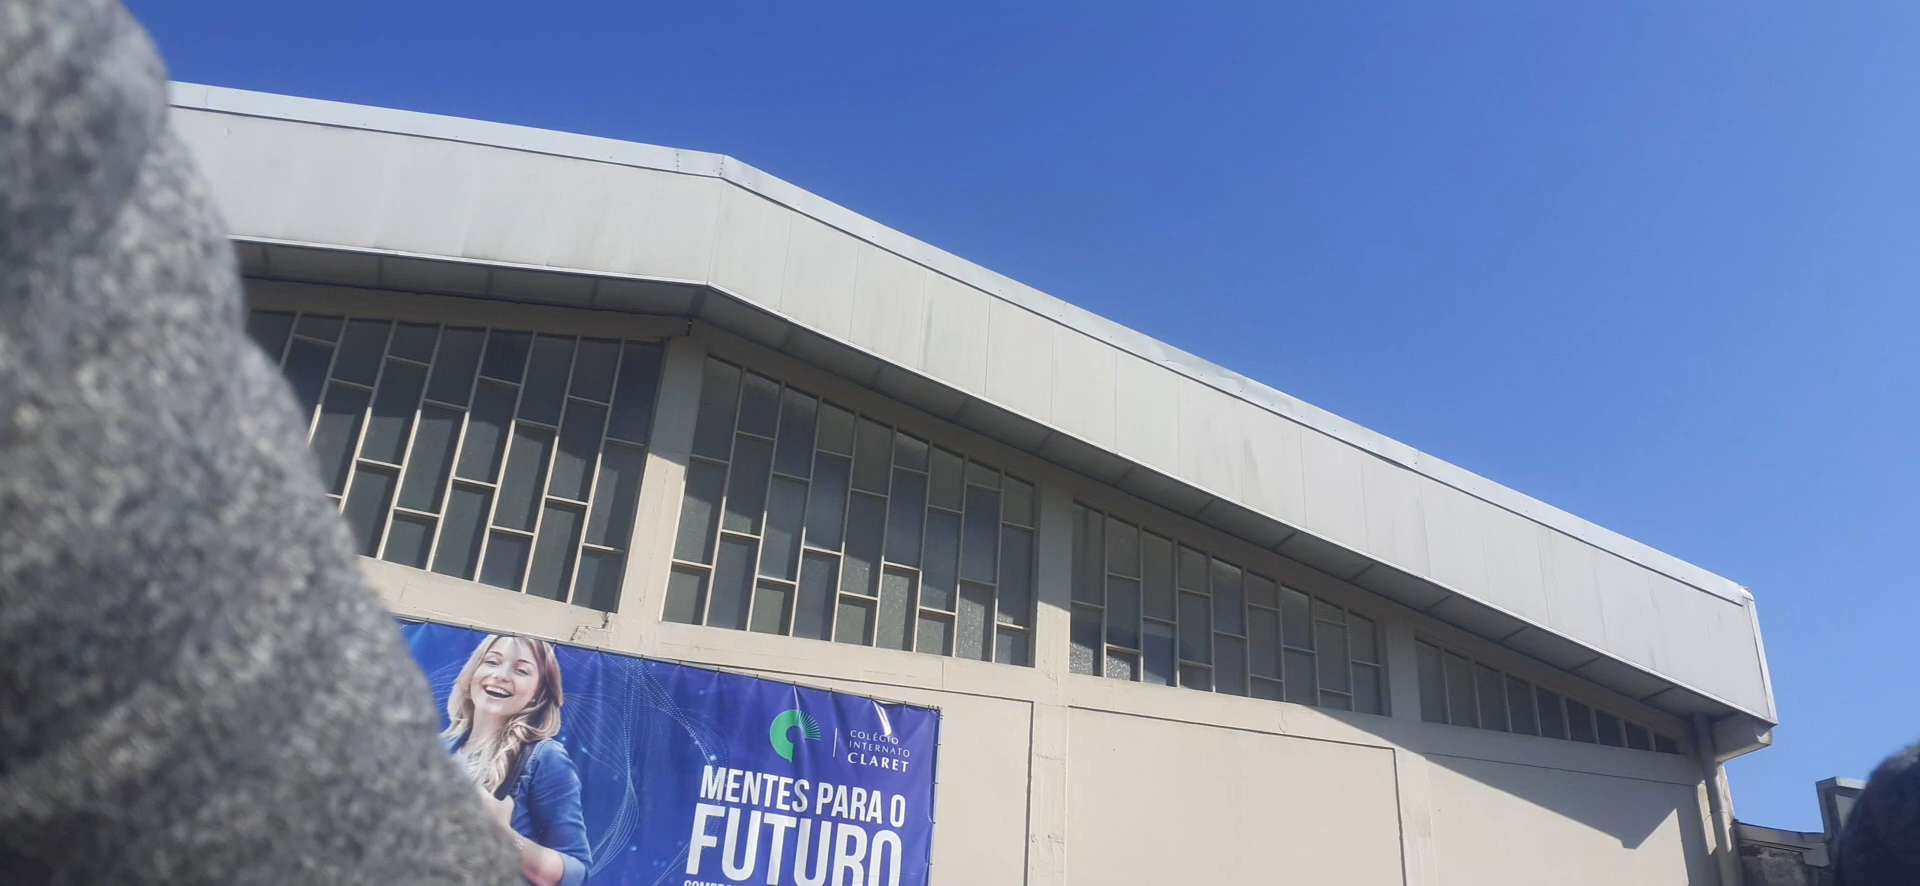 COLÉGIO
INTERNATO
CLARET
MENTES PARA O
FUTURO